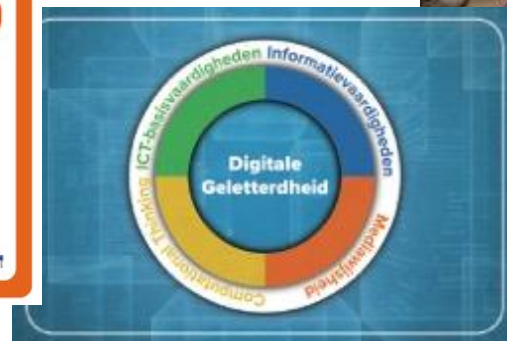 ICT-basisvaardigheden
Informatievaardigheden
Digitale
Geletterdheid
Computational Thinking
Mediawijsheid